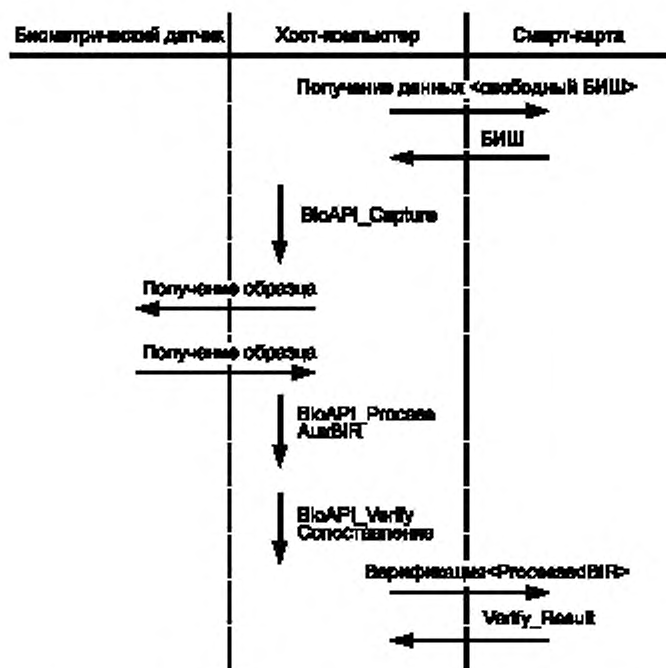 Биометрический датчик
Хост-компьютер
Смарт-карта
Получение данных <свободный БИШ>
БИШ
BioAPI_Capture
Получение образца
Получение образца
BioAPI_Process
AuxBIR
BioAPI_Verify
Сопоставление
Верификация<ProcessedBIR>
Verify_Result